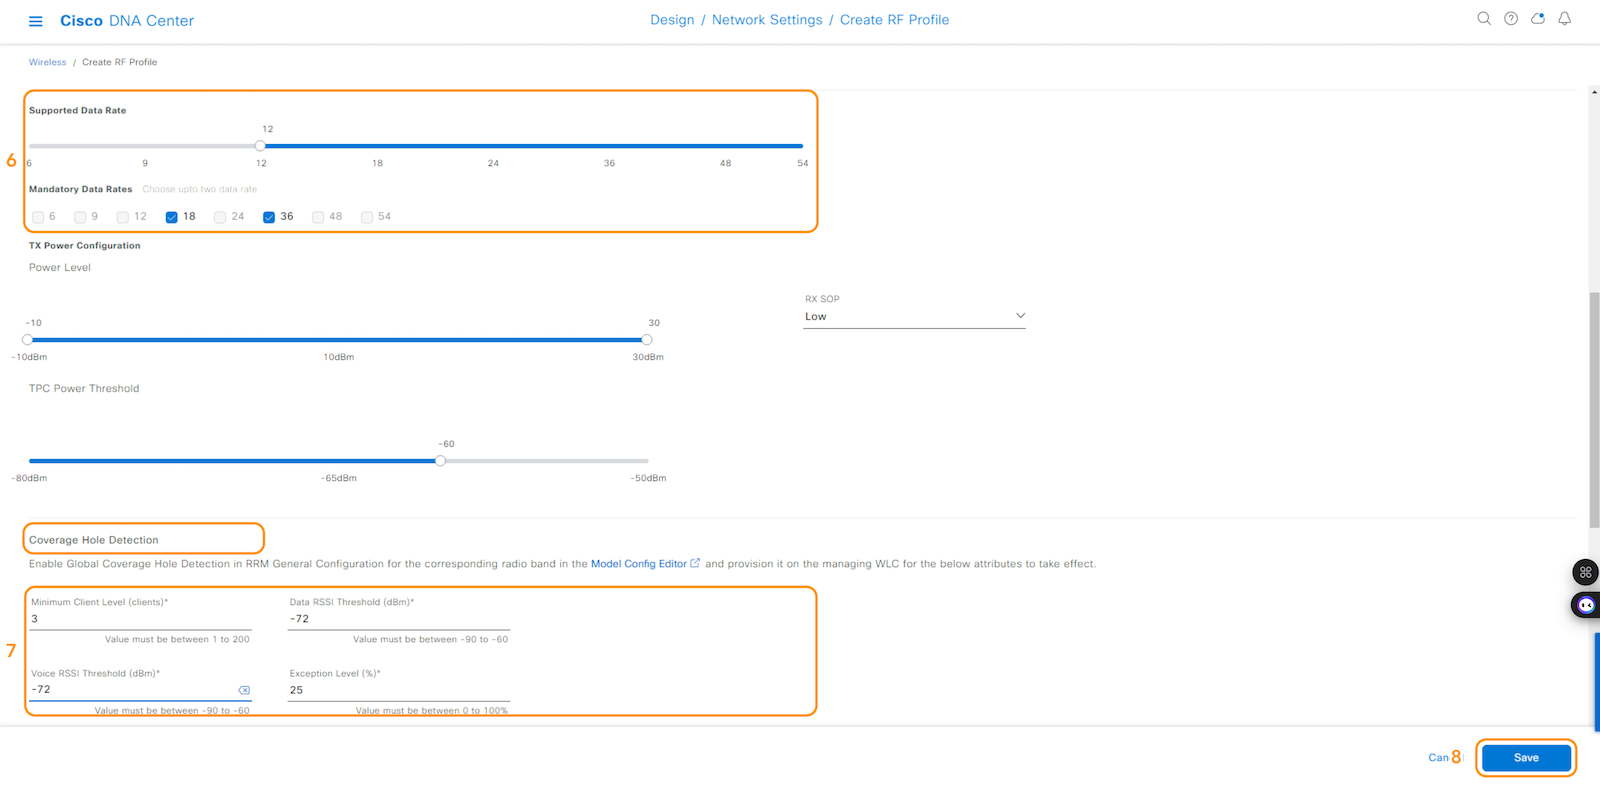 Cisco DNA Center
Design / Network Settings / Create RF Profile
Wireless / Create RF Profile
Supported Data Rate
12
6
6 9 12 18 24 36 48 54
Mandatory Data Rates Choose upto two data rate
6 9 12 18 24 36 48 54
TX Power Configuration
Power Level
RX SOP
Low
-10 30
-10dBm 10dBm 30dBm
TPC Power Threshold
-60
-80dBm -65dBm -50dBm
Coverage Hole Detection
Enable Global Coverage Hole Detection in RRM General Configuration for the corresponding radio band in the Model Config Editor and provision it on the managing WLC for the below attributes to take effect.
Minimum Client Level (clients)* Data RSSI Threshold (dBm)*
3 -72
Value must be between 1 to 200 Value must be between -90 to -60
7
Voice RSSI Threshold (dBm)* Exception Level (%)*
-72 25
Value must be between -90 to -60 Value must be between 0 to 100%
Can 8 Save